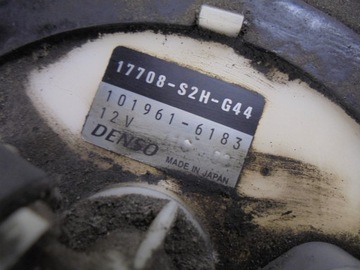 17708-S2H-G44
101961-6183
12V
DENSO
MADE IN JAPAN